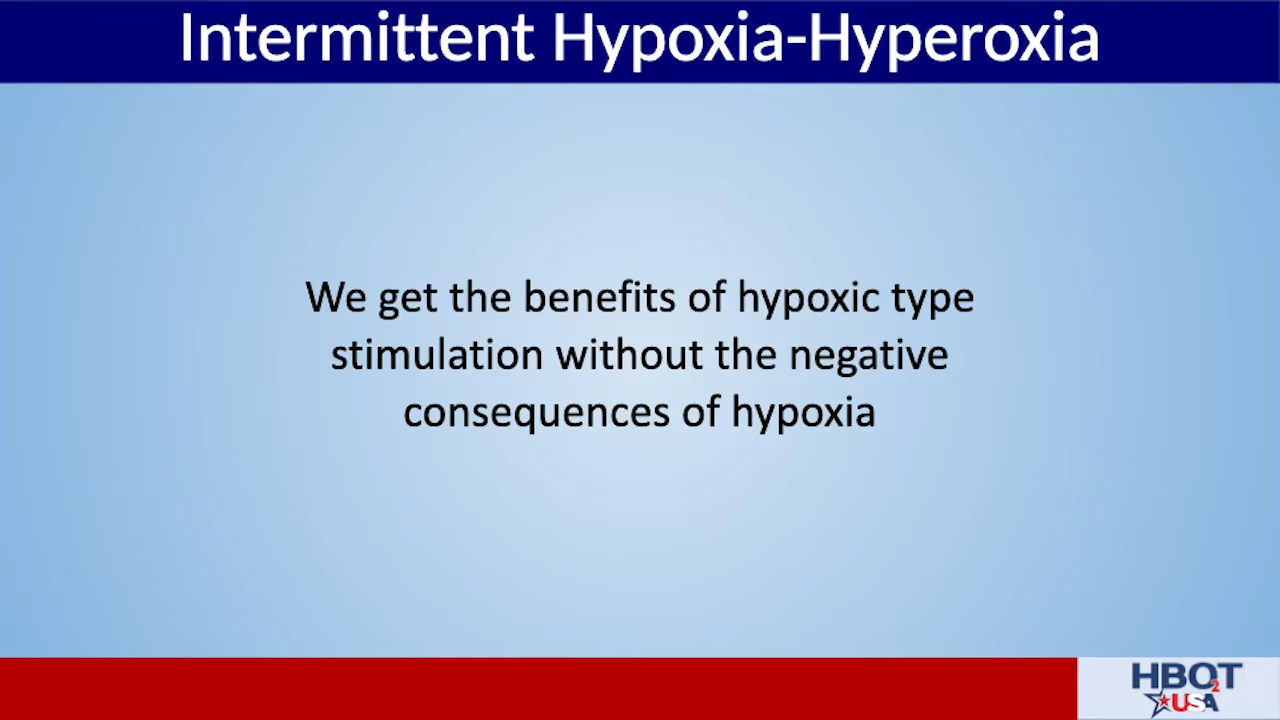 Intermittent Hypoxia-Hyperoxia
We get the benefits of hypoxic type
stimulation without the negative
consequences of hypoxia
HBOT
2
USA